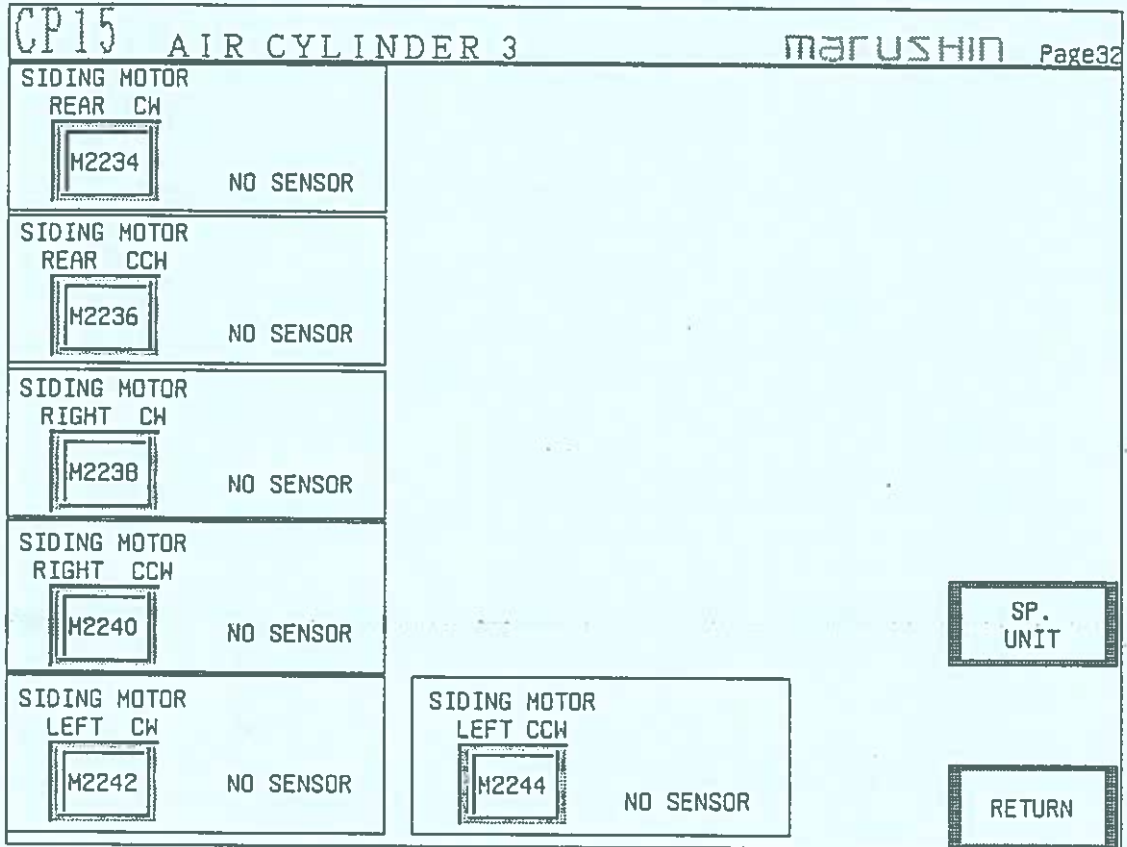 CP15 AIR CYLINDER 3 marUSHIN Page32
SIDING MOTOR
REAR CW
M2234
NO SENSOR
SIDING MOTOR
REAR CCW
M2236
NO SENSOR
SIDING MOTOR
RIGHT CW
M2238
NO SENSOR
SIDING MOTOR
RIGHT CCW
M2240
NO SENSOR
SIDING MOTOR
LEFT CW
M2242
NO SENSOR
SIDING MOTOR
LEFT CCW
M2244
NO SENSOR
SP.
UNIT
RETURN